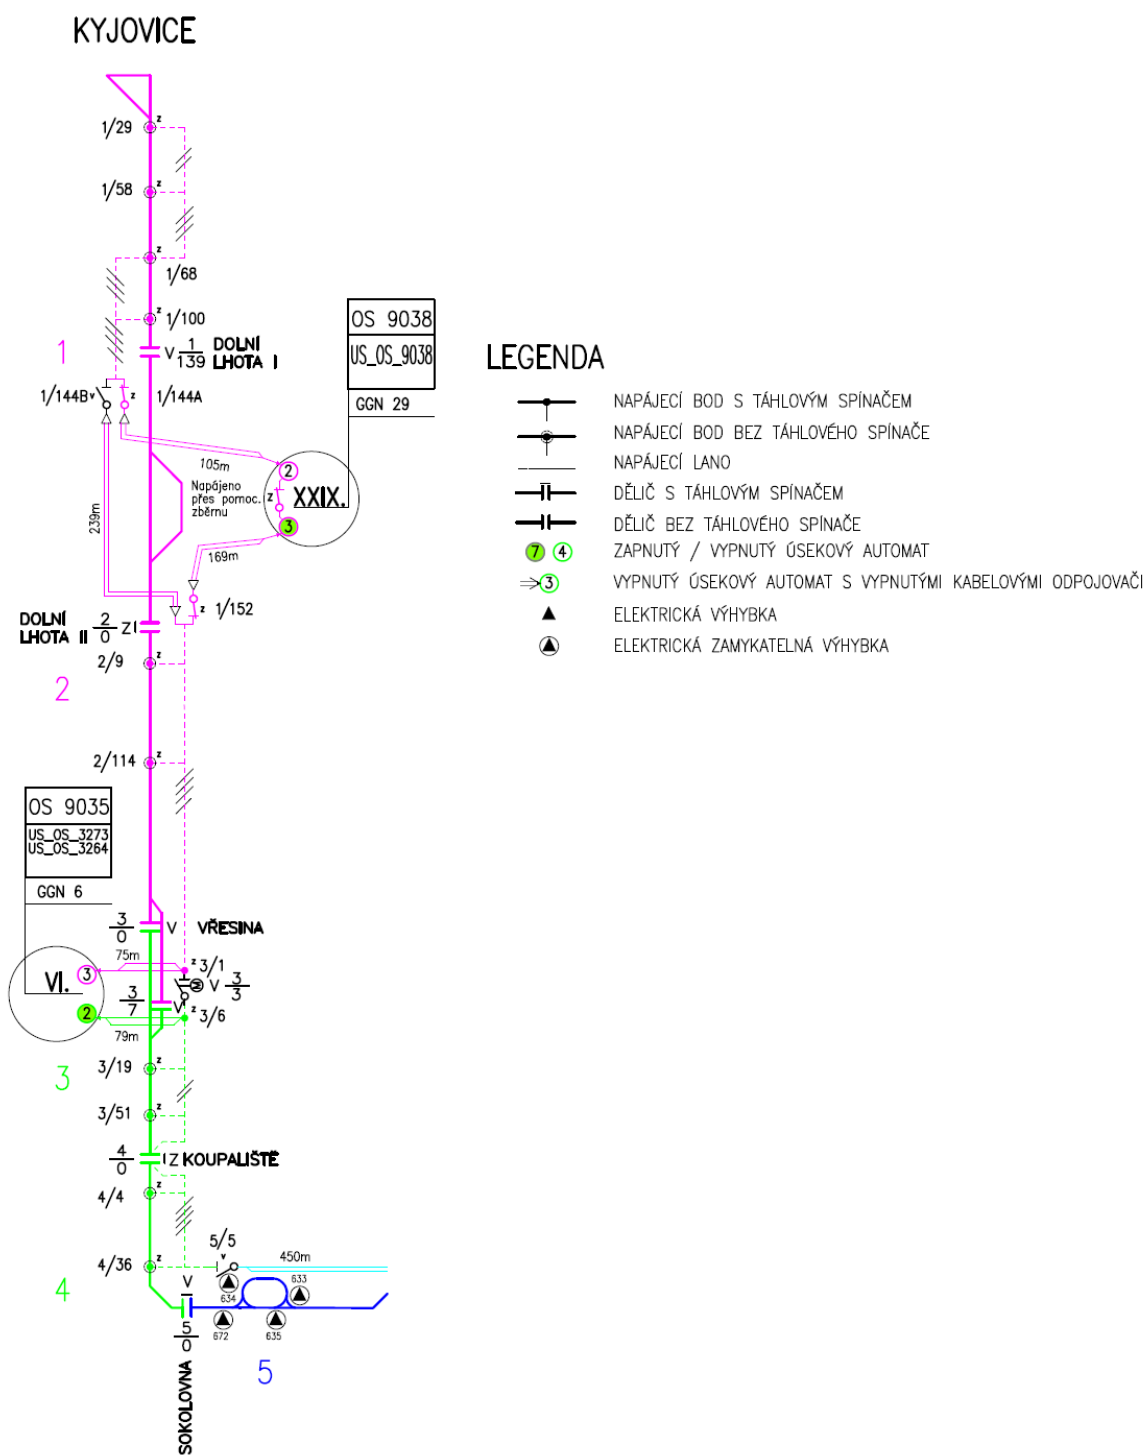 KYJOVICE
1/29
z
1/58
z
z
1/68
z
1/100
1
V 1/139 DOLNÍ
LHOTA I
OS 9038
US_OS_9038
GGN 29
1/144B
v
z
1/144A
105m
2
Napájeno
přes pomoc.
sběrnu
z
XXIX.
3
239m
169m
z 1/152
DOLNÍ
LHOTA II
2/0
Z
2/9
z
2
2/114
z
OS 9035
US_OS_3273
US_OS_3264
GGN 6
3/0
V
VŘESINA
75m
z 3/1
VI.
3
M V 3/3
3/7
V
2
z 3/6
79m
3
3/19
z
3/51
z
4/0
Z KOUPALIŠTĚ
4/4
z
5/5
v
450m
4/36
z
4
V
634
633
672
635
5/0
SOKOLOVNA
5
LEGENDA
NAPÁJECÍ BOD S TÁHLOVÝM SPÍNAČEM
NAPÁJECÍ BOD BEZ TÁHLOVÉHO SPÍNAČE
NAPÁJECÍ LANO
DĚLIČ S TÁHLOVÝM SPÍNAČEM
DĚLIČ BEZ TÁHLOVÉHO SPÍNAČE
7 4 ZAPNUTÝ / VYPNUTÝ ÚSEKOVÝ AUTOMAT
3 VYPNUTÝ ÚSEKOVÝ AUTOMAT S VYPNUTÝMI KABELOVÝMI ODPOJOVAČI
ELEKTRICKÁ VÝHYBKA
ELEKTRICKÁ ZAMYKATELNÁ VÝHYBKA